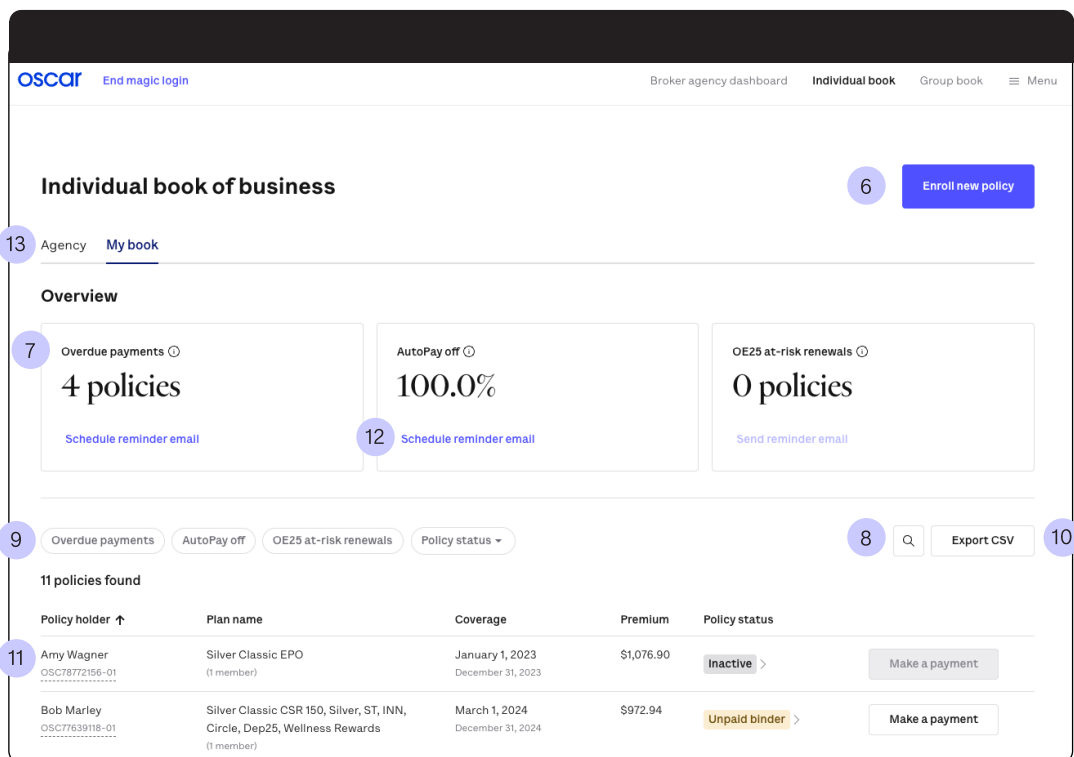 oscar End magic login Broker agency dashboard Individual book Group book Menu
Individual book of business 6 Enroll new policy
13 Agency My book
Overview
7 Overdue payments AutoPay off OE25 at-risk renewals
4 policies 100.0% 0 policies
Schedule reminder email 12 Schedule reminder email Send reminder email
9 Overdue payments AutoPay off OE25 at-risk renewals Policy status 8 Export CSV 10
11 policies found
Policy holder Plan name Coverage Premium Policy status
11 Amy Wagner Silver Classic EPO January 1, 2023 $1,076.90 Inactive Make a payment
OSC78772156-01 (1 member) December 31, 2023
Bob Marley Silver Classic CSR 150, Silver, ST, INN, March 1, 2024 $972.94 Unpaid binder Make a payment
OSC77639118-01 Circle, Dep25, Wellness Rewards December 31, 2024
(1 member)